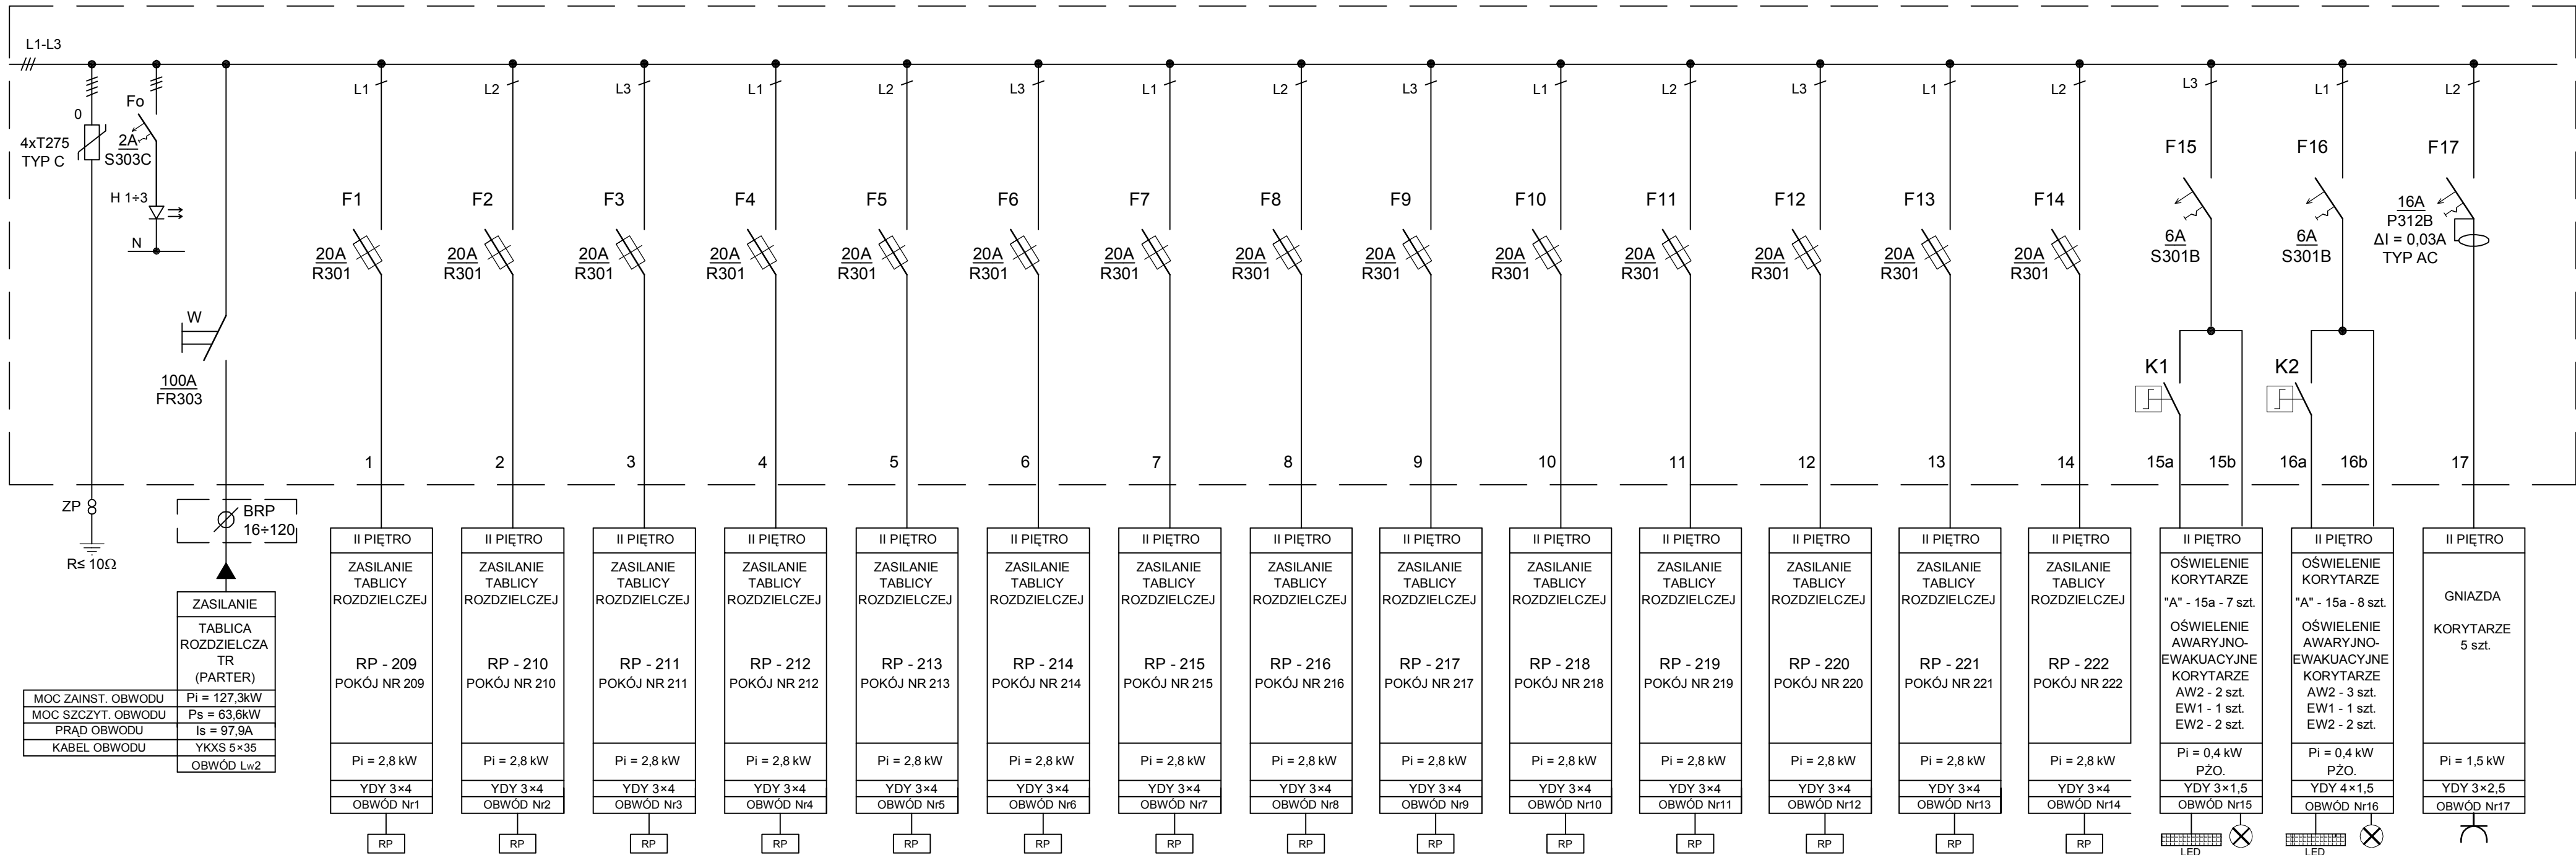 L1-L3
L1
L2
L3
L1
L2
L3
L1
L2
L3
L1
L2
L3
L1
L2
L3
L1
L2
0
4xT275
TYP C
Fo
2A
S303C
H 1÷3
N
W
100A
FR303
F1
20A
R301
F2
20A
R301
F3
20A
R301
F4
20A
R301
F5
20A
R301
F6
20A
R301
F7
20A
R301
F8
20A
R301
F9
20A
R301
F10
20A
R301
F11
20A
R301
F12
20A
R301
F13
20A
R301
F14
20A
R301
F15
6A
S301B
F16
6A
S301B
F17
16A
P312B
ΔI = 0,03A
TYP AC
K1
K2
1
2
3
4
5
6
7
8
9
10
11
12
13
14
15a
15b
16a
16b
17
ZP
R≤ 10Ω
BRP
16÷120
ZASILANIE
TABLICA
ROZDZIELCZA
TR
(PARTER)
MOC ZAINST. OBWODU
Pi = 127,3kW
MOC SZCZYT. OBWODU
Ps = 63,6kW
PRĄD OBWODU
Is = 97,9A
KABEL OBWODU
YKXS 5×35
OBWÓD Lw2
II PIĘTRO
ZASILANIE
TABLICY
ROZDZIELCZEJ
RP - 209
POKÓJ NR 209
Pi = 2,8 kW
YDY 3×4
OBWÓD Nr1
RP
II PIĘTRO
ZASILANIE
TABLICY
ROZDZIELCZEJ
RP - 210
POKÓJ NR 210
Pi = 2,8 kW
YDY 3×4
OBWÓD Nr2
RP
II PIĘTRO
ZASILANIE
TABLICY
ROZDZIELCZEJ
RP - 211
POKÓJ NR 211
Pi = 2,8 kW
YDY 3×4
OBWÓD Nr3
RP
II PIĘTRO
ZASILANIE
TABLICY
ROZDZIELCZEJ
RP - 212
POKÓJ NR 212
Pi = 2,8 kW
YDY 3×4
OBWÓD Nr4
RP
II PIĘTRO
ZASILANIE
TABLICY
ROZDZIELCZEJ
RP - 213
POKÓJ NR 213
Pi = 2,8 kW
YDY 3×4
OBWÓD Nr5
RP
II PIĘTRO
ZASILANIE
TABLICY
ROZDZIELCZEJ
RP - 214
POKÓJ NR 214
Pi = 2,8 kW
YDY 3×4
OBWÓD Nr6
RP
II PIĘTRO
ZASILANIE
TABLICY
ROZDZIELCZEJ
RP - 215
POKÓJ NR 215
Pi = 2,8 kW
YDY 3×4
OBWÓD Nr7
RP
II PIĘTRO
ZASILANIE
TABLICY
ROZDZIELCZEJ
RP - 216
POKÓJ NR 216
Pi = 2,8 kW
YDY 3×4
OBWÓD Nr8
RP
II PIĘTRO
ZASILANIE
TABLICY
ROZDZIELCZEJ
RP - 217
POKÓJ NR 217
Pi = 2,8 kW
YDY 3×4
OBWÓD Nr9
RP
II PIĘTRO
ZASILANIE
TABLICY
ROZDZIELCZEJ
RP - 218
POKÓJ NR 218
Pi = 2,8 kW
YDY 3×4
OBWÓD Nr10
RP
II PIĘTRO
ZASILANIE
TABLICY
ROZDZIELCZEJ
RP - 219
POKÓJ NR 219
Pi = 2,8 kW
YDY 3×4
OBWÓD Nr11
RP
II PIĘTRO
ZASILANIE
TABLICY
ROZDZIELCZEJ
RP - 220
POKÓJ NR 220
Pi = 2,8 kW
YDY 3×4
OBWÓD Nr12
RP
II PIĘTRO
ZASILANIE
TABLICY
ROZDZIELCZEJ
RP - 221
POKÓJ NR 221
Pi = 2,8 kW
YDY 3×4
OBWÓD Nr13
RP
II PIĘTRO
ZASILANIE
TABLICY
ROZDZIELCZEJ
RP - 222
POKÓJ NR 222
Pi = 2,8 kW
YDY 3×4
OBWÓD Nr14
RP
II PIĘTRO
OŚWIELENIE
KORYTARZE
"A" - 15a - 7 szt.
OŚWIELENIE
AWARYJNO-
EWAKUACYJNE
KORYTARZE
AW2 - 2 szt.
EW1 - 1 szt.
EW2 - 2 szt.
Pi = 0,4 kW
PŻO.
YDY 3×1,5
OBWÓD Nr15
LED
II PIĘTRO
OŚWIELENIE
KORYTARZE
"A" - 15a - 8 szt.
OŚWIELENIE
AWARYJNO-
EWAKUACYJNE
KORYTARZE
AW2 - 3 szt.
EW1 - 1 szt.
EW2 - 2 szt.
Pi = 0,4 kW
PŻO.
YDY 4×1,5
OBWÓD Nr16
LED
II PIĘTRO
GNIAZDA
KORYTARZE
5 szt.
Pi = 1,5 kW
YDY 3×2,5
OBWÓD Nr17